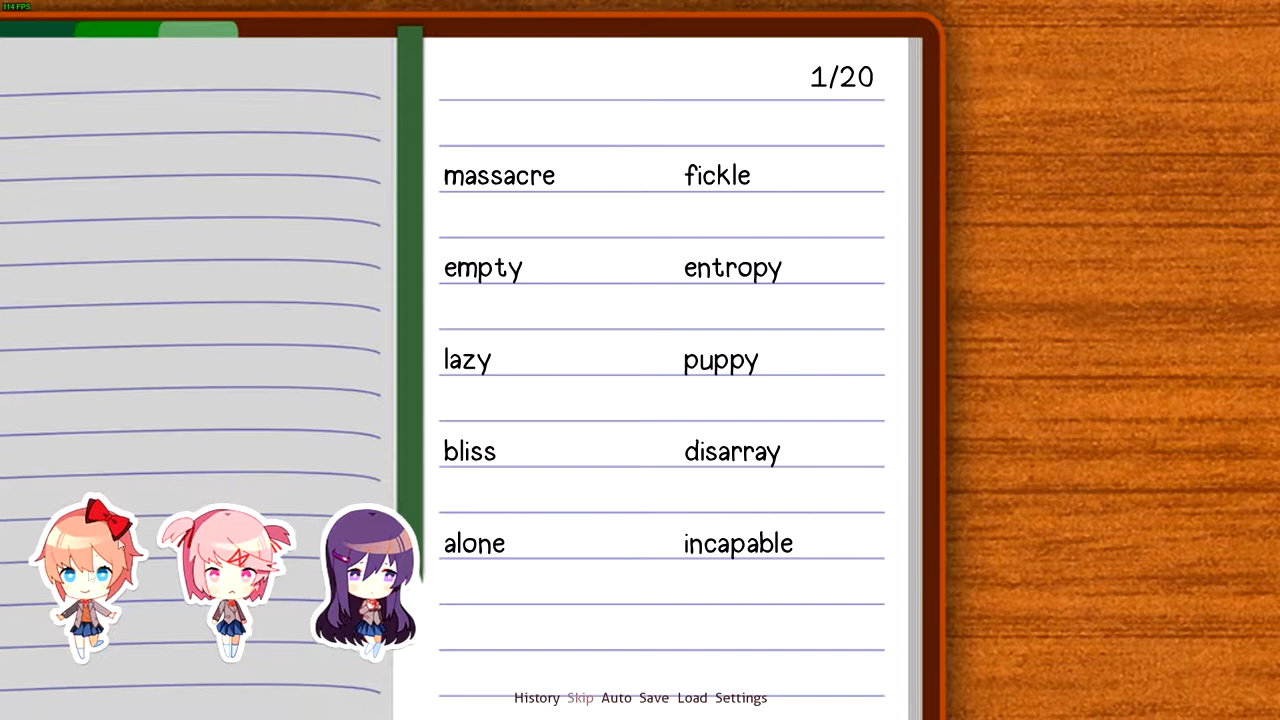 114 FPS
1/20
massacre fickle
empty entropy
lazy puppy
bliss disarray
alone incapable
History Skip Auto Save Load Settings